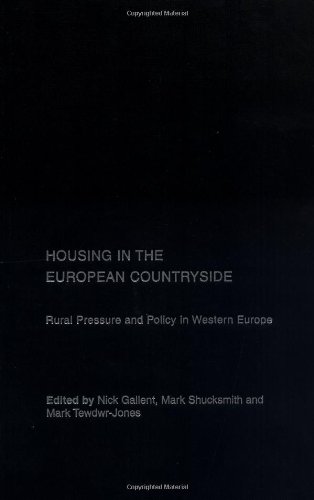 HOUSING IN THE
EUROPEAN COUNTRYSIDE
Rural Pressure and Policy in Western Europe
Edited by Nick Gallent, Mark Shucksmith and
Mark Tewdwr-Jones